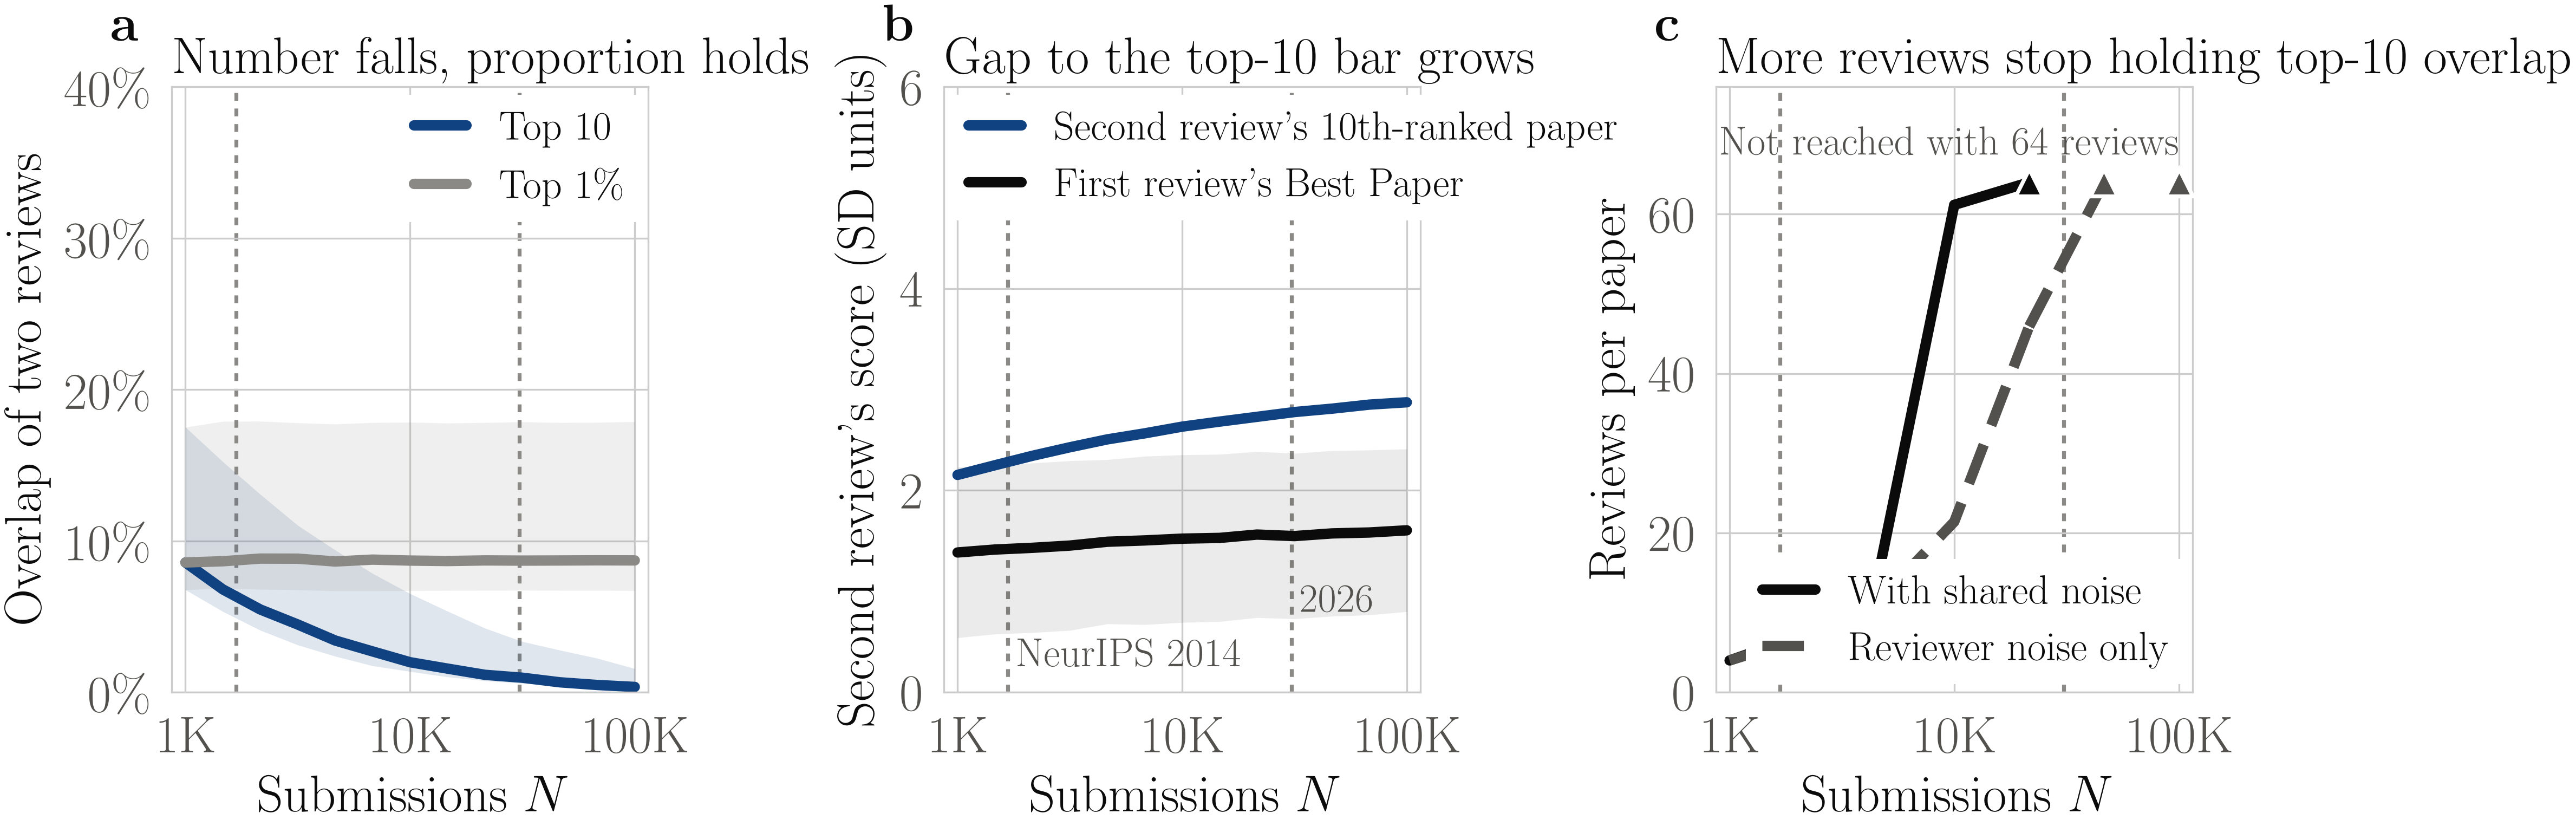 a
Number falls, proportion holds
Overlap of two reviews
40%
30%
20%
10%
0%
Top 10
Top 1%
1K
10K
100K
Submissions N
b
Gap to the top-10 bar grows
Second review's score (SD units)
6
4
2
0
Second review's 10th-ranked paper
First review's Best Paper
2026
NeurIPS 2014
1K
10K
100K
Submissions N
c
More reviews stop holding top-10 overlap
Reviews per paper
60
40
20
0
Not reached with 64 reviews
With shared noise
Reviewer noise only
1K
10K
100K
Submissions N